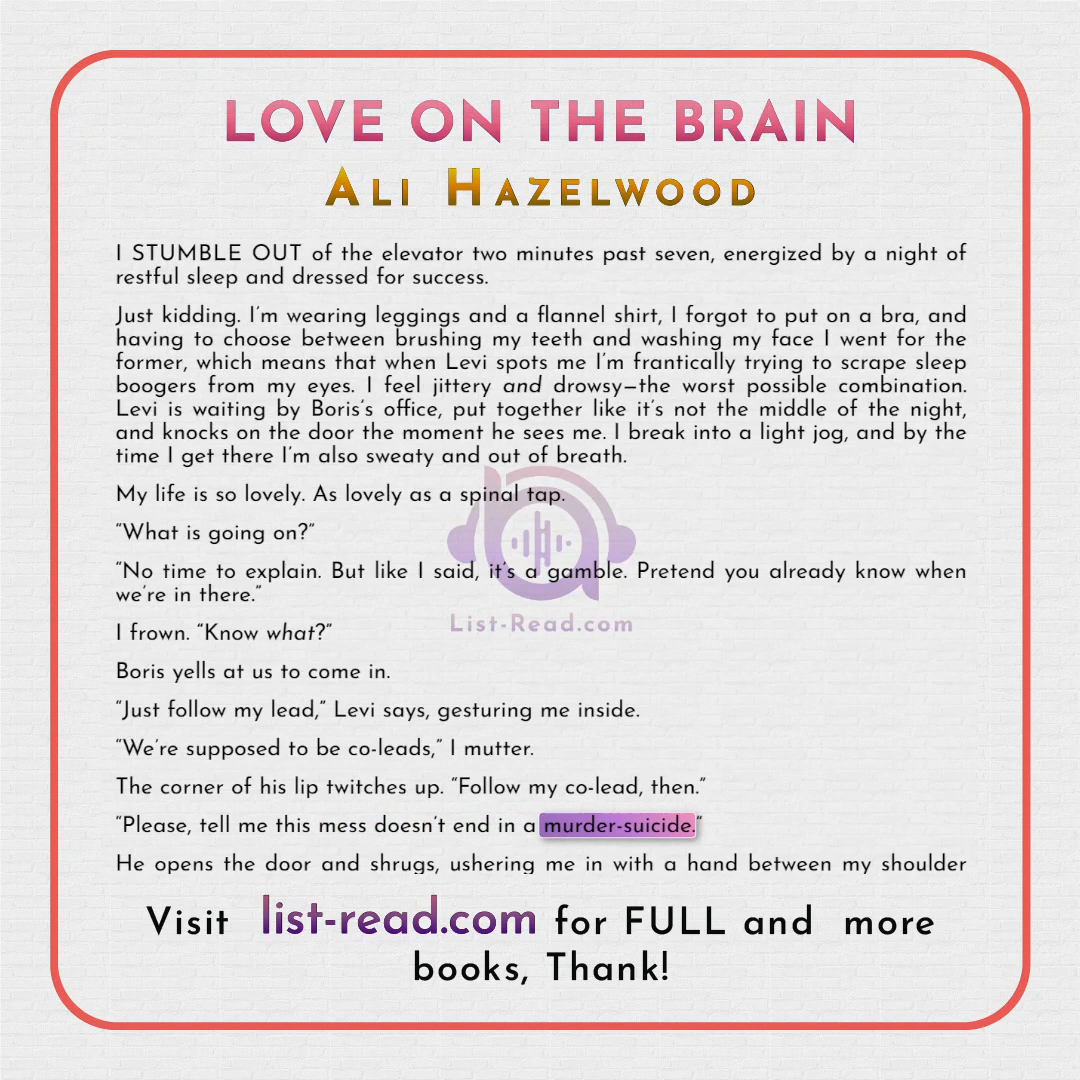 LOVE ON THE BRAIN
ALI HAZELWOOD
I STUMBLE OUT of the elevator two minutes past seven, energized by a night of
restful sleep and dressed for success.
Just kidding. I’m wearing leggings and a flannel shirt, I forgot to put on a bra, and
having to choose between brushing my teeth and washing my face I went for the
former, which means that when Levi spots me I’m frantically trying to scrape sleep
boogers from my eyes. I feel jittery and drowsy—the worst possible combination.
Levi is waiting by Boris’s office, put together like it’s not the middle of the night,
and knocks on the door the moment he sees me. I break into a light jog, and by the
time I get there I’m also sweaty and out of breath.
My life is so lovely. As lovely as a spinal tap.
“What is going on?”
“No time to explain. But like I said, it’s a gamble. Pretend you already know when
we’re in there.”
List-Read.com
I frown. “Know what?”
Boris yells at us to come in.
“Just follow my lead,” Levi says, gesturing me inside.
“We’re supposed to be co-leads,” I mutter.
The corner of his lip twitches up. “Follow my co-lead, then.”
“Please, tell me this mess doesn’t end in a murder-suicide.”
He opens the door and shrugs, ushering me in with a hand between my shoulder
Visit list-read.com for FULL and more
books, Thank!